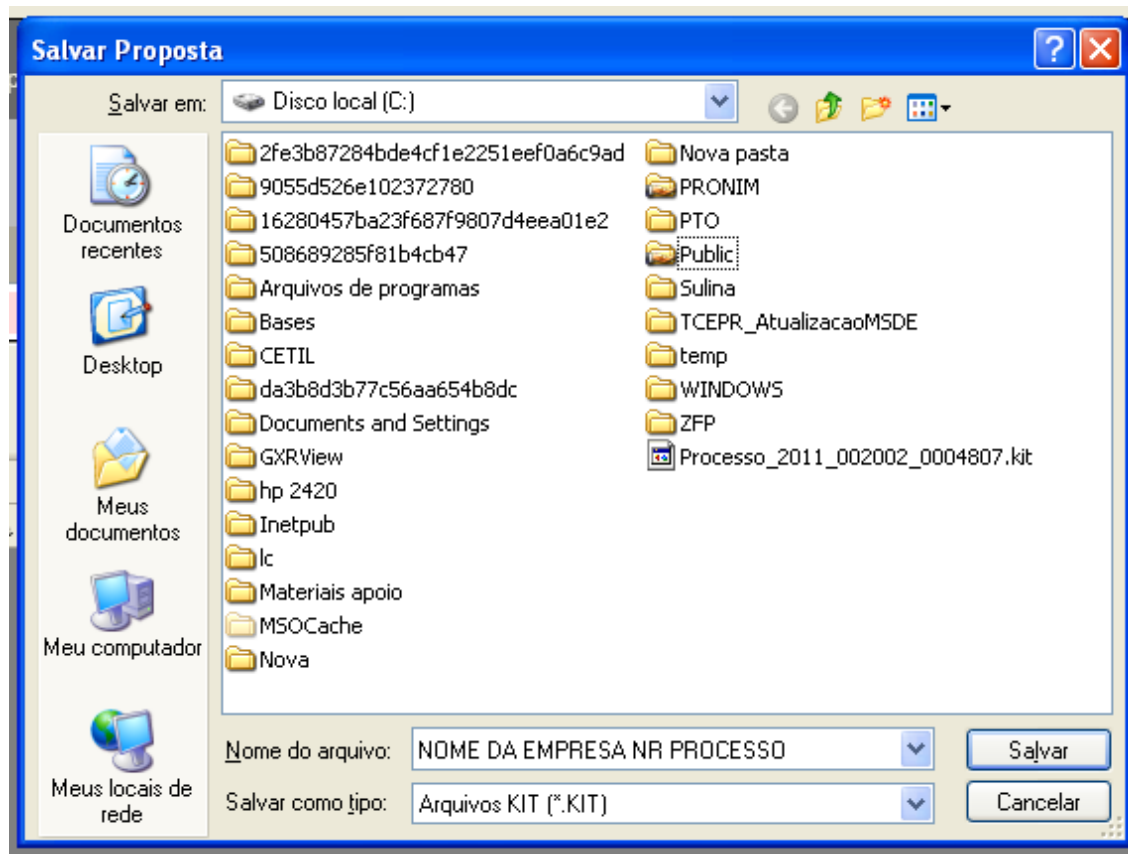 Salvar Proposta
Salvar em:
Disco local (C:)
Documentos
recentes
Desktop
Meus
documentos
Meu computador
Meus locais de
rede
2fe3b87284bde4cf1e2251eef0a6c9ad
9055d526e102372780
16280457ba23f687f9807d4eea01e2
508689285f81b4cb47
Arquivos de programas
Bases
CETIL
da3b8d3b77c56aa654b8dc
Documents and Settings
GXRView
hp 2420
Inetpub
lc
Materiais apoio
MSOCache
Nova
Nova pasta
PRONIM
PTO
Public
Sulina
TCEPR_AtualizacaoMSDE
temp
WINDOWS
ZFP
Processo_2011_002002_0004807.kit
Nome do arquivo:
NOME DA EMPRESA NR PROCESSO
Salvar
Salvar como tipo:
Arquivos KIT (*.KIT)
Cancelar